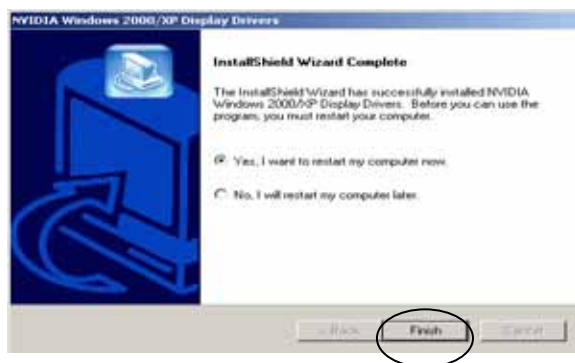 NVIDIA Windows 2000/XP Display Drivers
InstallShield Wizard Complete
The InstallShield Wizard has successfully installed NVIDIA
Windows 2000/XP Display Drivers. Before you can use the
program, you must restart your computer.
Yes, I want to restart my computer now.
No, I will restart my computer later.
< Back Finish Cancel